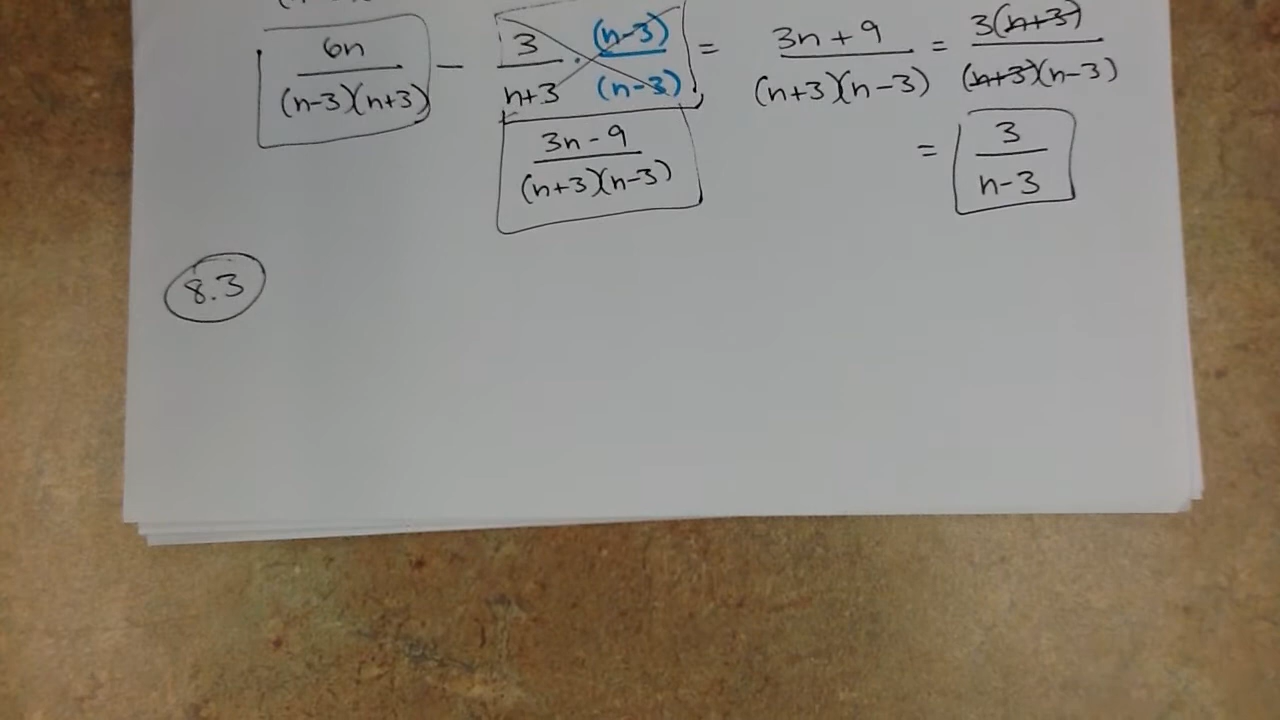 6n/((n-3)(n+3)) - 3/(n+3) · (n-3)/(n-3) = (3n+9)/((n+3)(n-3)) = 3(n+3)/((n+3)(n-3))
(3n-9)/((n+3)(n-3))
= 3/(n-3)
8.3